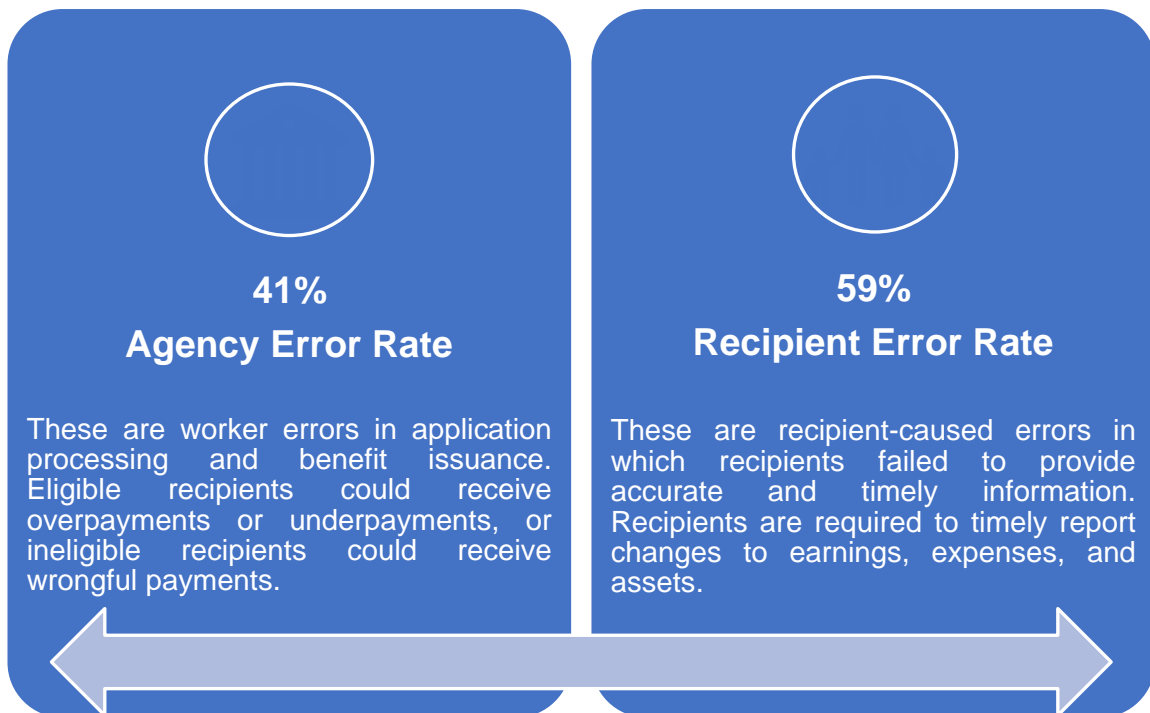 41%
Agency Error Rate
These are worker errors in application
processing and benefit issuance.
Eligible recipients could receive
overpayments or underpayments, or
ineligible recipients could receive
wrongful payments.
59%
Recipient Error Rate
These are recipient-caused errors in
which recipients failed to provide
accurate and timely information.
Recipients are required to timely report
changes to earnings, expenses, and
assets.